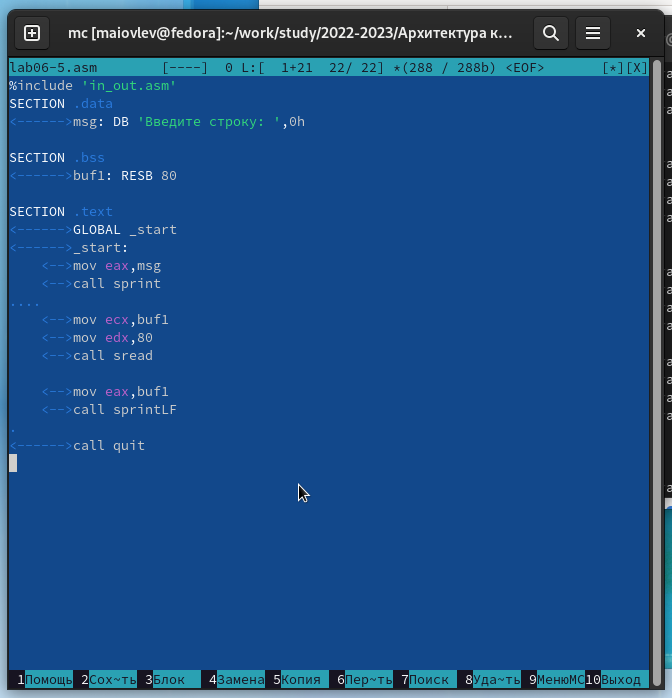 mc [maiovlev@fedora]:~/work/study/2022-2023/Архитектура к...
lab06-5.asm [----] 0 L:[ 1+21 22/ 22] *(288 / 288b) <EOF> [*][X]
%include 'in_out.asm'
SECTION .data
<------>msg: DB 'Введите строку: ',0h
SECTION .bss
<------>buf1: RESB 80
SECTION .text
<------>GLOBAL _start
<------>_start:
<-->mov eax,msg
<-->call sprint
....
<-->mov ecx,buf1
<-->mov edx,80
<-->call sread
<-->mov eax,buf1
<-->call sprintLF
.
<------>call quit
1Помощь 2Сох~ть 3Блок 4Замена 5Копия 6Пер~ть 7Поиск 8Уда~ть 9МенюMC 10Выход